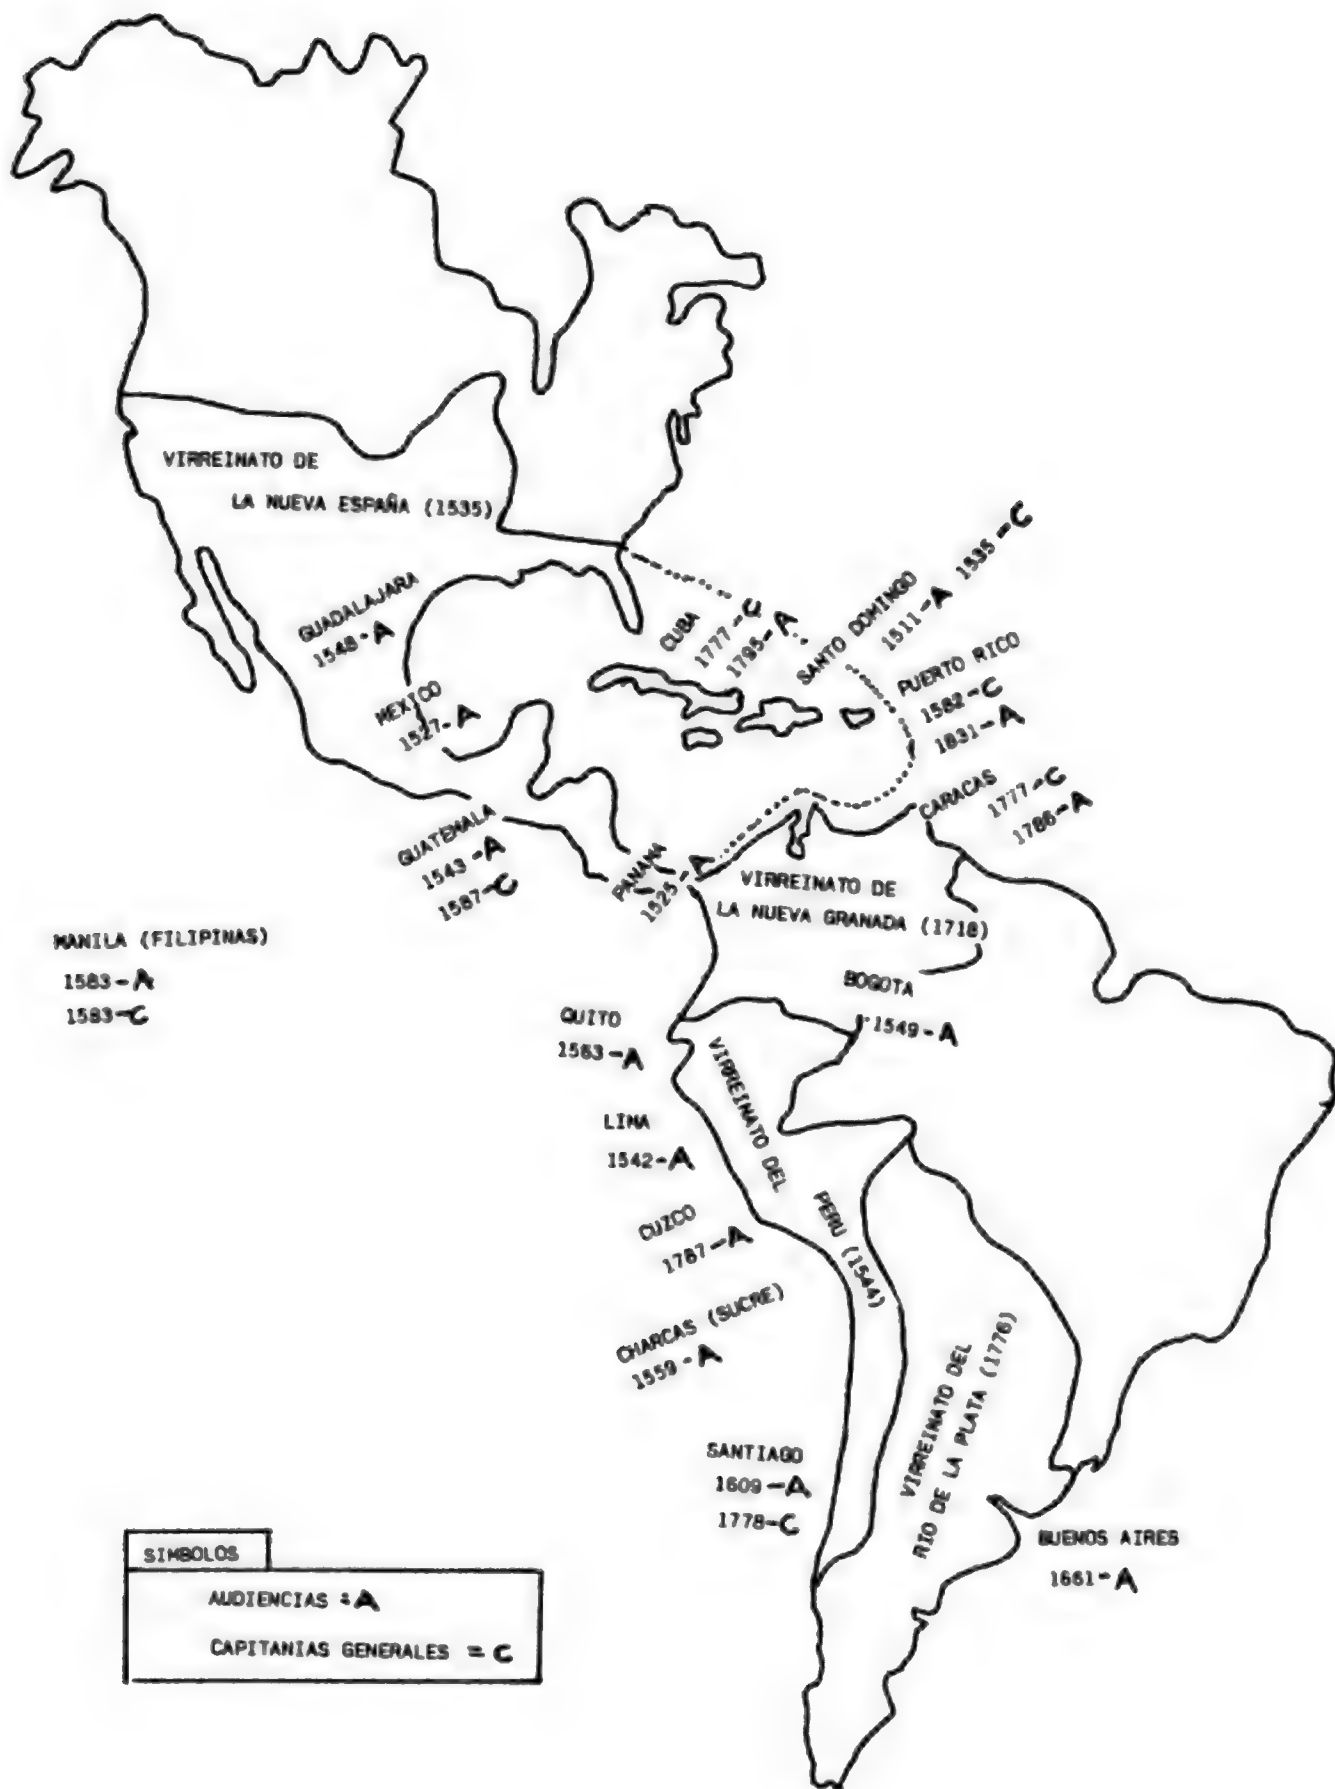 VIRREINATO DE
LA NUEVA ESPAÑA (1535)
GUADALAJARA
1548-A
MEXICO
1527-A
CUBA
1777-C
1795-A
SANTO DOMINGO
1511-A 1535-C
PUERTO RICO
1582-C
1831-A
CARACAS
1777-C
1786-A
GUATEMALA
1543-A
1587-C
PANAMA
1525-A
VIRREINATO DE
LA NUEVA GRANADA (1718)
MANILA (FILIPINAS)
1583-A
1583-C
BOGOTA
1549-A
QUITO
1563-A
VIRREINATO DEL
PERU (1544)
LIMA
1542-A
CUZCO
1787-A
CHARCAS (SUCRE)
1559-A
VIRREINATO DEL
RIO DE LA PLATA (1776)
SANTIAGO
1609-A
1778-C
BUENOS AIRES
1661-A
SIMBOLOS
AUDIENCIAS = A
CAPITANIAS GENERALES = C